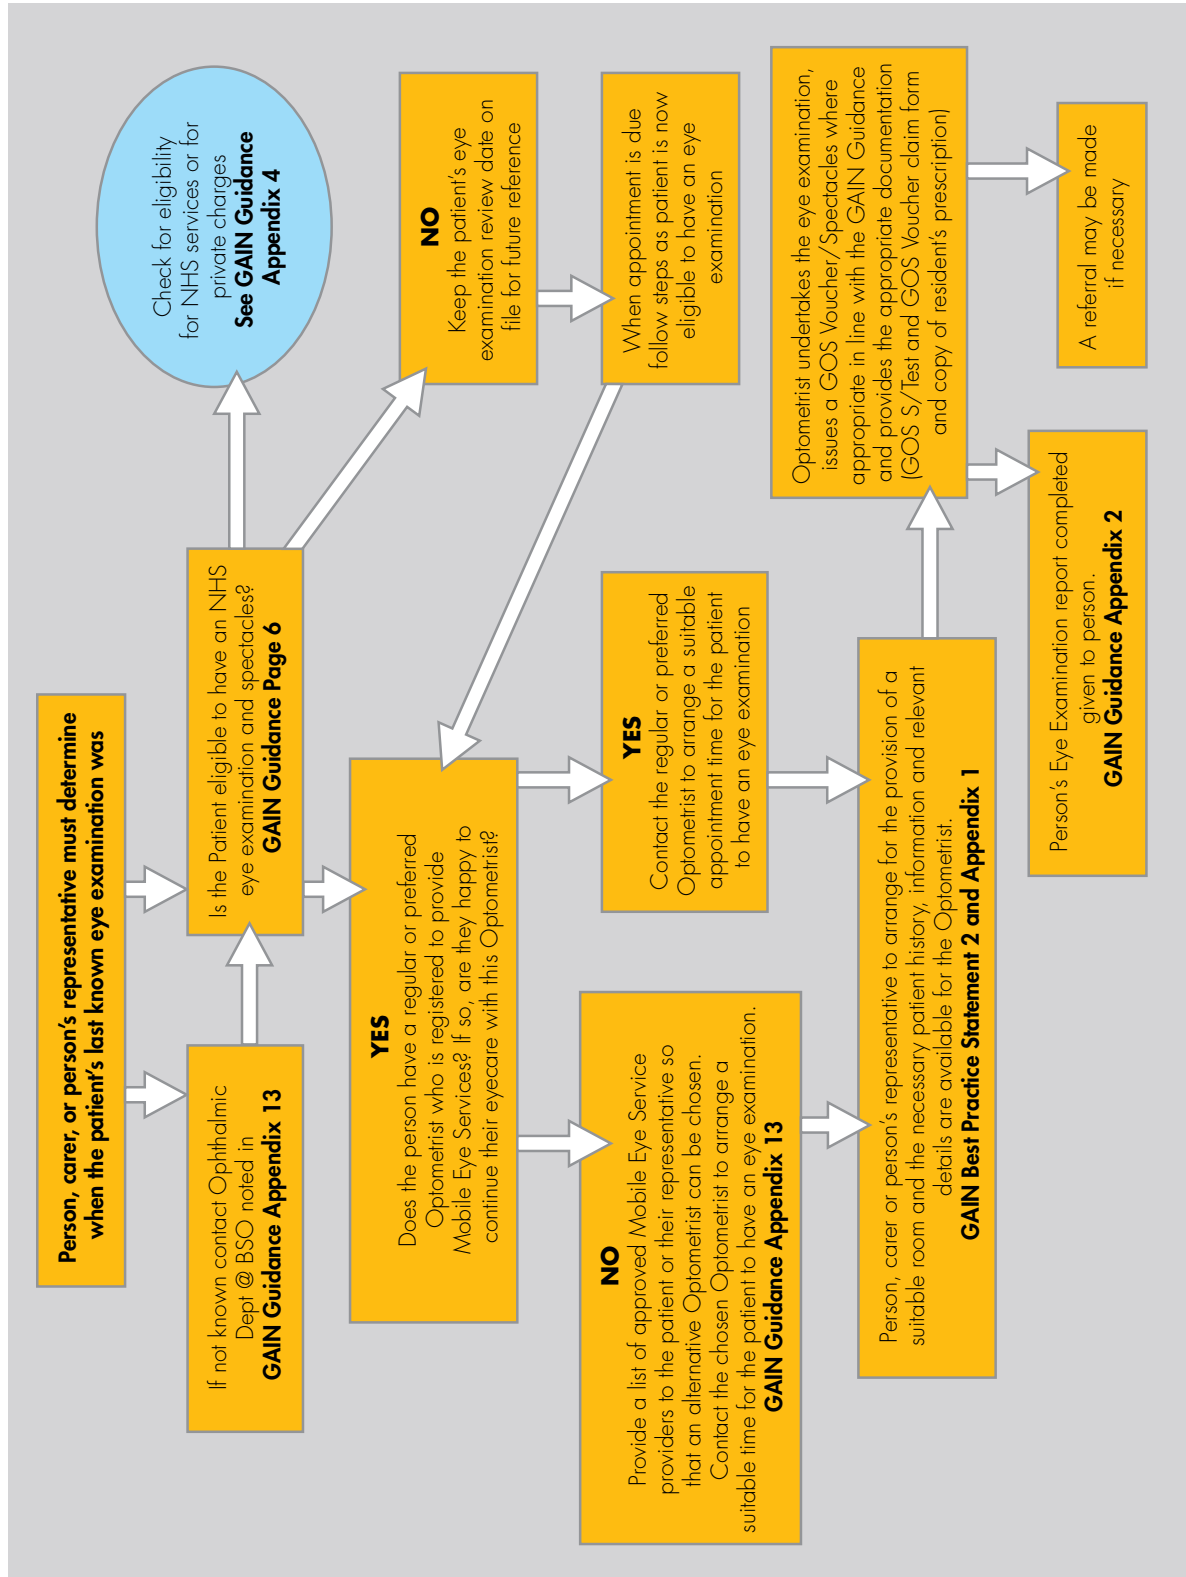 Person, carer, or person's representative must determine
when the patient's last known eye examination was
If not known contact Ophthalmic
Dept @ BSO noted in
GAIN Guidance Appendix 13
Is the Patient eligible to have an NHS
eye examination and spectacles?
GAIN Guidance Page 6
Check for eligibility
for NHS services or for
private charges
See GAIN Guidance
Appendix 4
YES
Does the person have a regular or preferred
Optometrist who is registered to provide
Mobile Eye Services? If so, are they happy to
continue their eyecare with this Optometrist?
NO
Keep the patient's eye
examination review date on
file for future reference
When appointment is due
follow steps as patient is now
eligible to have an eye
examination
NO
Provide a list of approved Mobile Eye Service
providers to the patient or their representative so
that an alternative Optometrist can be chosen.
Contact the chosen Optometrist to arrange a
suitable time for the patient to have an eye examination.
GAIN Guidance Appendix 13
YES
Contact the regular or preferred
Optometrist to arrange a suitable
appointment time for the patient
to have an eye examination
Person, carer or person's representative to arrange for the provision of a
suitable room and the necessary patient history, information and relevant
details are available for the Optometrist.
GAIN Best Practice Statement 2 and Appendix 1
Optometrist undertakes the eye examination,
issues a GOS Voucher/Spectacles where
appropriate in line with the GAIN Guidance
and provides the appropriate documentation
(GOS S/Test and GOS Voucher claim form
and copy of resident's prescription)
Person's Eye Examination report completed
given to person.
GAIN Guidance Appendix 2
A referral may be made
if necessary